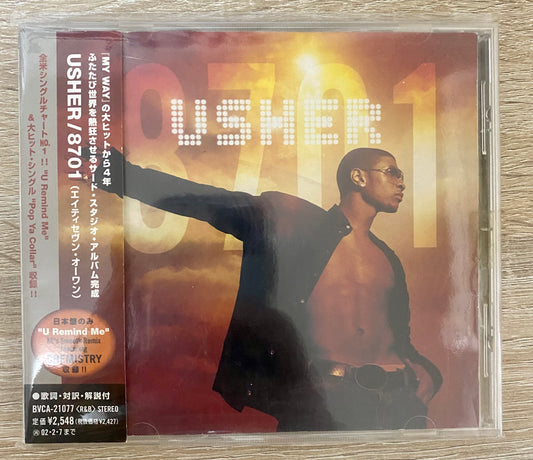 『MY WAY』の大ヒットから4年
ふたたび世界を熱狂させるサード・スタジオ・アルバム完成
USHER/8701(エイティセヴン・オーワン)
全米シングルチャート NO.1!!"U Remind Me"
& 大ヒット・シングル "Pop Ya Collar" 収録!!
日本盤のみ
"U Remind Me"
Remix
収録!!
●歌詞・対訳・解説付
BVCA-21077〈R&B〉STEREO
定価¥2,548(税抜価格¥2,427)
02・2・7まで
8701
USHER